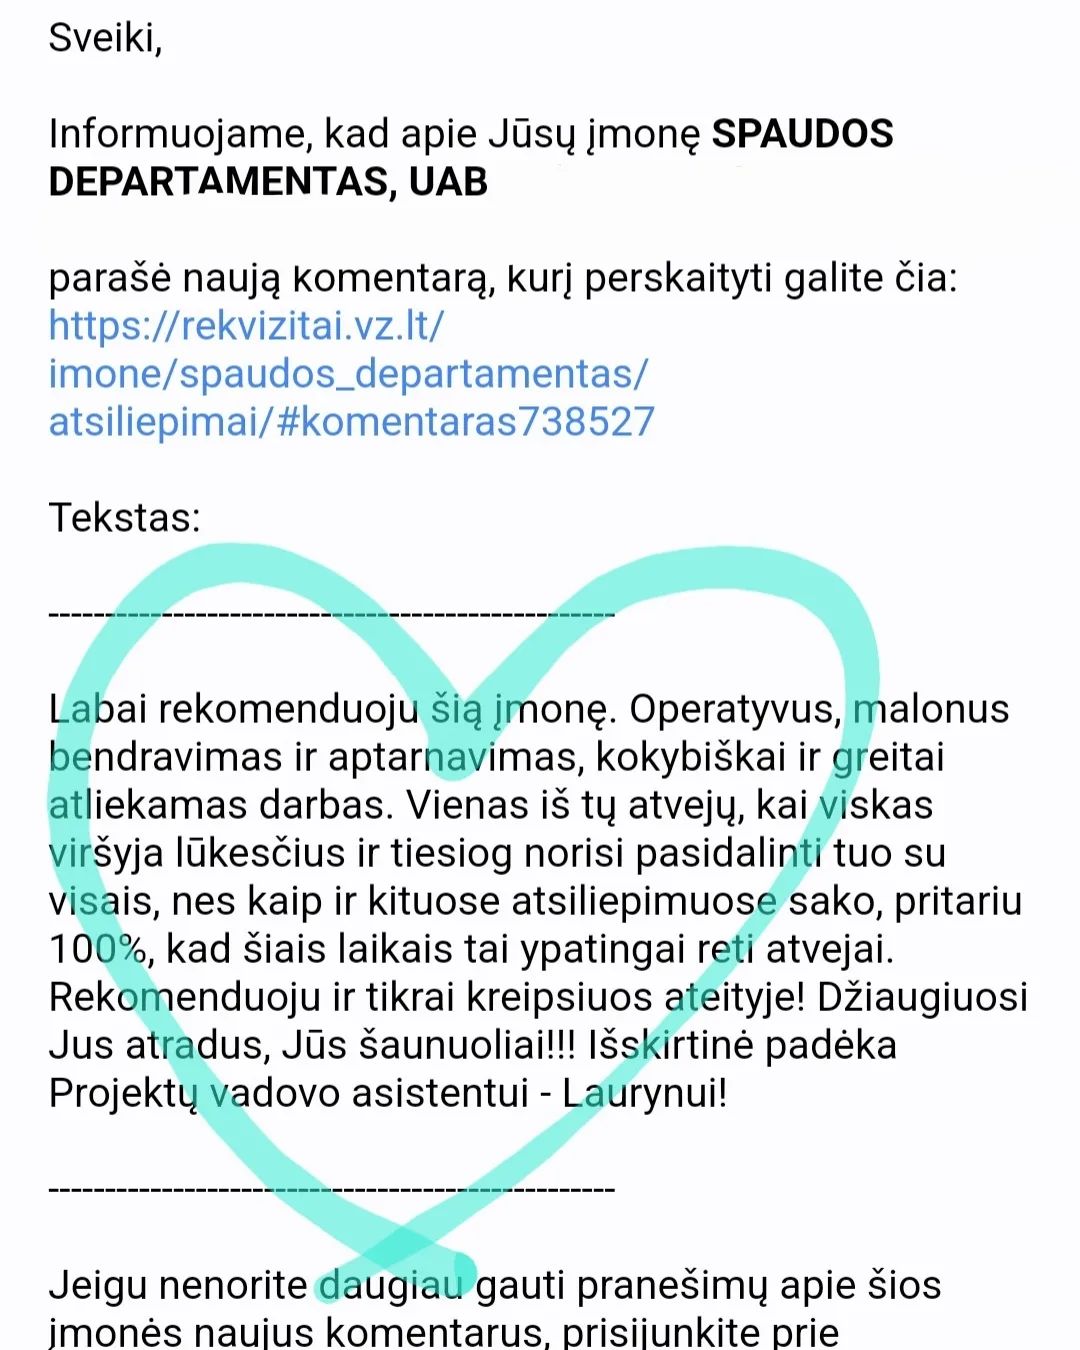 Sveiki,
Informuojame, kad apie Jūsų įmonę SPAUDOS
DEPARTAMENTAS, UAB
parašė naują komentarą, kurį perskaityti galite čia:
https://rekvizitai.vz.lt/
imone/spaudos_departamentas/
atsiliepimai/#komentaras738527
Tekstas:
--------------------------------------------------
Labai rekomenduoju šią įmonę. Operatyvus, malonus
bendravimas ir aptarnavimas, kokybiškai ir greitai
atliekamas darbas. Vienas iš tų atvejų, kai viskas
viršyja lūkesčius ir tiesiog norisi pasidalinti tuo su
visais, nes kaip ir kituose atsiliepimuose sako, pritariu
100%, kad šiais laikais tai ypatingai reti atvejai.
Rekomenduoju ir tikrai kreipsiuos ateityje! Džiaugiuosi
Jus atradus, Jūs šaunuoliai!!! Išskirtinė padėka
Projektų vadovo asistentui - Laurynui!
--------------------------------------------------
Jeigu nenorite daugiau gauti pranešimų apie šios
įmonės naujus komentarus, prisijunkite prie